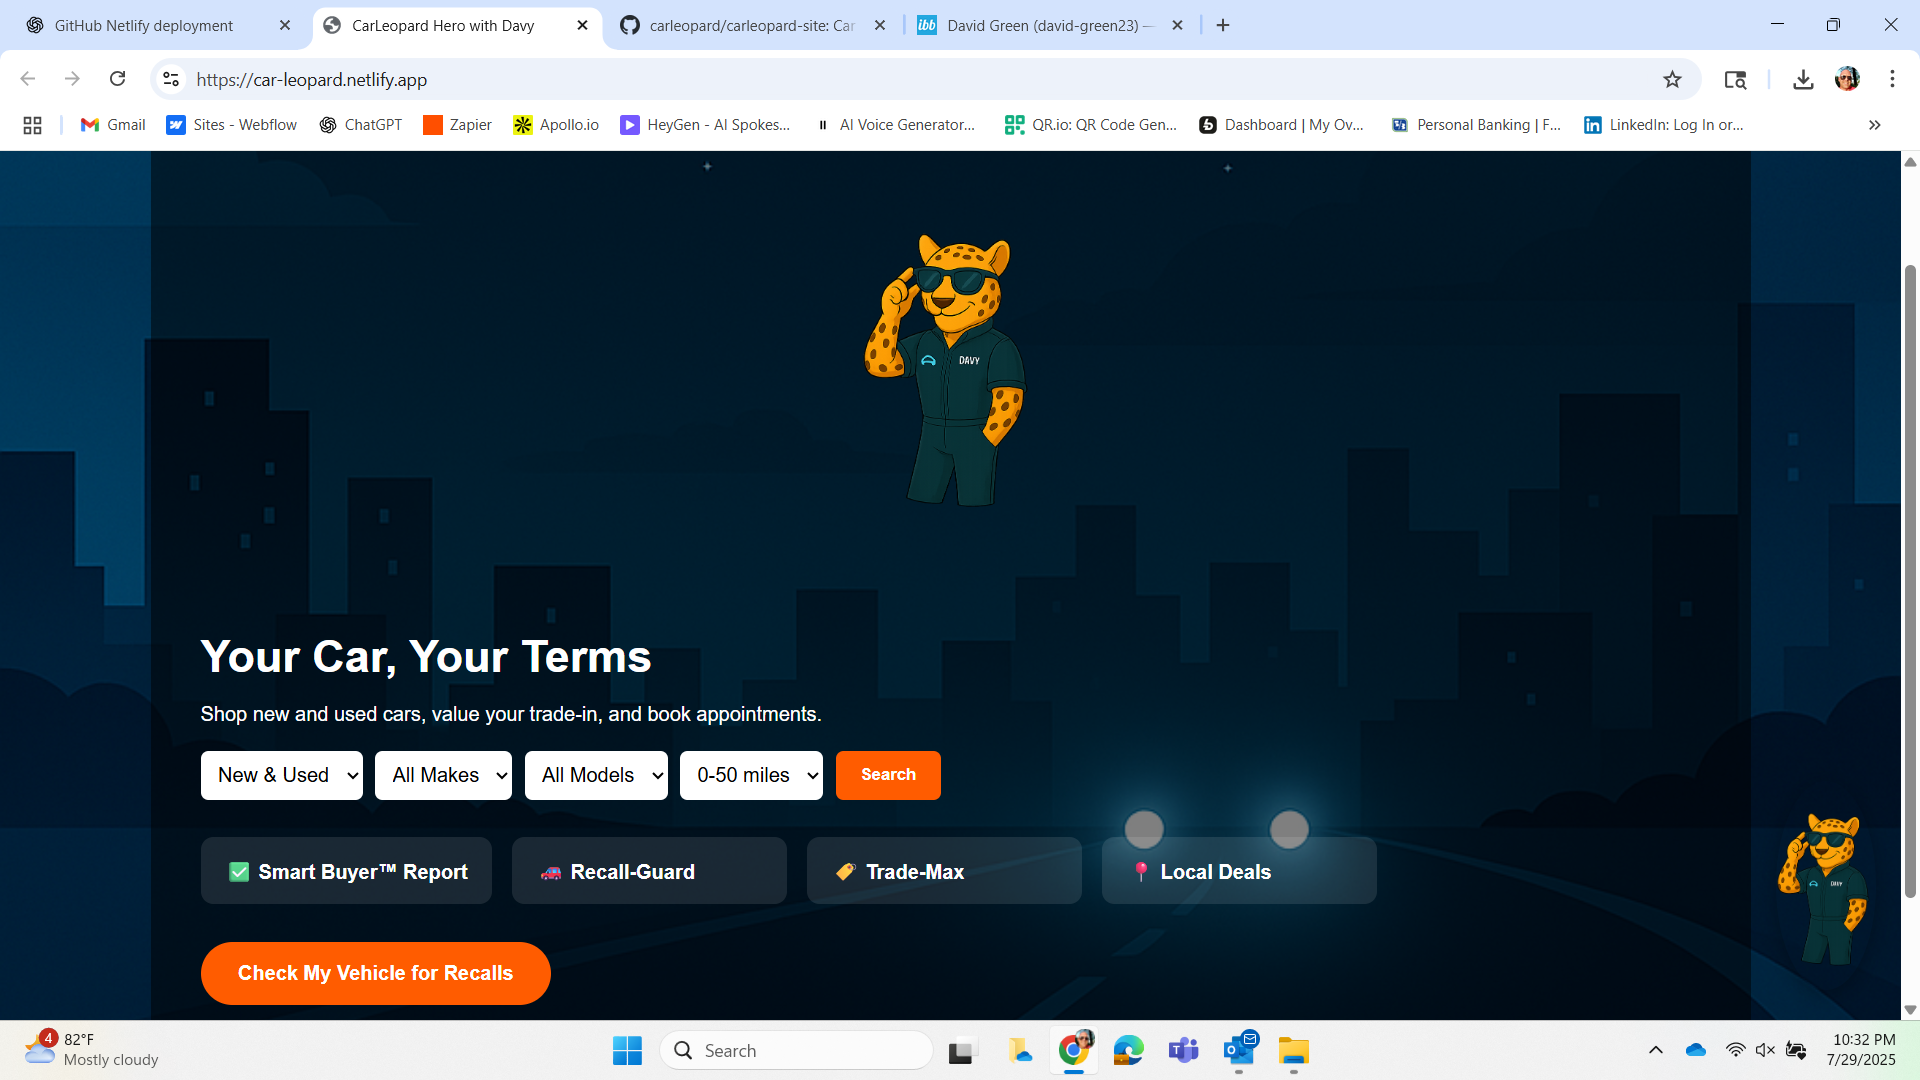 GitHub Netlify deployment
CarLeopard Hero with Davy
carleopard/carleopard-site: Car
ibb
David Green (david-green23) —
https://car-leopard.netlify.app
Gmail
Sites - Webflow
ChatGPT
Zapier
Apollo.io
HeyGen - AI Spokes...
AI Voice Generator...
QR.io: QR Code Gen...
Dashboard | My Ov...
Personal Banking | F...
LinkedIn: Log In or...
DAVY
Your Car, Your Terms
Shop new and used cars, value your trade-in, and book appointments.
New & Used
All Makes
All Models
0-50 miles
Search
✅ Smart Buyer™ Report
🚗 Recall-Guard
🏷️ Trade-Max
📍 Local Deals
DAVY
Check My Vehicle for Recalls
4
82°F
Mostly cloudy
Search
10:32 PM
7/29/2025